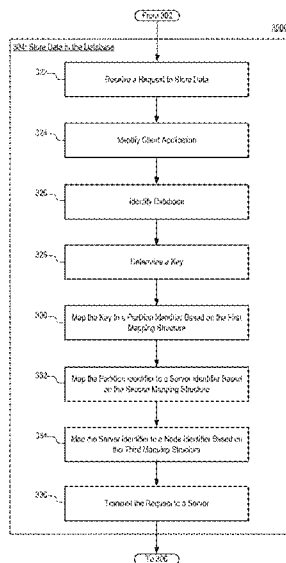 From 302
300B
304: Store Data in the Database
322
Receive a Request to Store Data
324
Identify Client Application
326
Identify Database
328
Determine a Key
330
Map the Key to a Partition Identifier Based on the First
Mapping Structure
332
Map the Partition Identifier to a Server Identifier Based
on the Second Mapping Structure
334
Map the Server Identifier to a Node Identifier Based on
the Third Mapping Structure
336
Transmit the Request to a Server
To 306